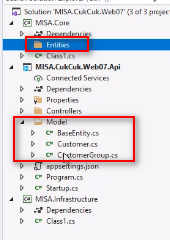 Solution 'MISA.CukCuk.Web07' (3 of 3 project
MISA.Core
Dependencies
Entities
Class1.cs
MISA.CukCuk.Web07.Api
Connected Services
Dependencies
Properties
Controllers
Model
BaseEntity.cs
Customer.cs
CustomerGroup.cs
appsettings.json
Program.cs
Startup.cs
MISA.Infrastructure
Dependencies
Class1.cs